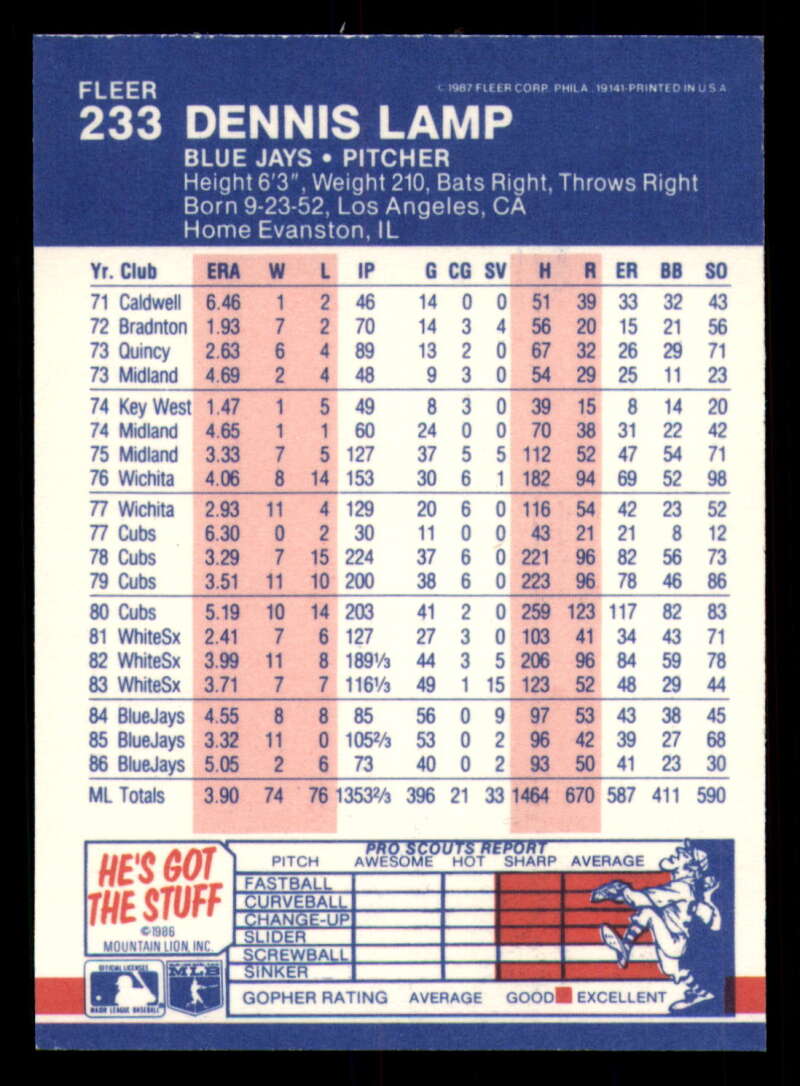 FLEER
© 1987 FLEER CORP. PHILA. 19141-PRINTED IN U S A
233 DENNIS LAMP
BLUE JAYS • PITCHER
Height 6'3", Weight 210, Bats Right, Throws Right
Born 9-23-52, Los Angeles, CA
Home Evanston, IL
Yr. Club ERA W L IP G CG SV H R ER BB SO
71 Caldwell 6.46 1 2 46 14 0 0 51 39 33 32 43
72 Bradnton 1.93 7 2 70 14 3 4 56 20 15 21 56
73 Quincy 2.63 6 4 89 13 2 0 67 32 26 29 71
73 Midland 4.69 2 4 48 9 3 0 54 29 25 11 23
74 Key West 1.47 1 5 49 8 3 0 39 15 8 14 20
74 Midland 4.65 1 1 60 24 0 0 70 38 31 22 42
75 Midland 3.33 7 5 127 37 5 5 112 52 47 54 71
76 Wichita 4.06 8 14 153 30 6 1 182 94 69 52 98
77 Wichita 2.93 11 4 129 20 6 0 116 54 42 23 52
77 Cubs 6.30 0 2 30 11 0 0 43 21 21 8 12
78 Cubs 3.29 7 15 224 37 6 0 221 96 82 56 73
79 Cubs 3.51 11 10 200 38 6 0 223 96 78 46 86
80 Cubs 5.19 10 14 203 41 2 0 259 123 117 82 83
81 WhiteSx 2.41 7 6 127 27 3 0 103 41 34 43 71
82 WhiteSx 3.99 11 8 189⅓ 44 3 5 206 96 84 59 78
83 WhiteSx 3.71 7 7 116⅓ 49 1 15 123 52 48 29 44
84 BlueJays 4.55 8 8 85 56 0 9 97 53 43 38 45
85 BlueJays 3.32 11 0 105⅔ 53 0 2 96 42 39 27 68
86 BlueJays 5.05 2 6 73 40 0 2 93 50 41 23 30
ML Totals 3.90 74 76 1353⅔ 396 21 33 1464 670 587 411 590
HE'S GOT
THE STUFF
©1986
MOUNTAIN LION, INC.
OFFICIAL LICENSEE
MAJOR LEAGUE BASEBALL
MLB
PRO SCOUTS REPORT
PITCH AWESOME HOT SHARP AVERAGE
FASTBALL
CURVEBALL
CHANGE-UP
SLIDER
SCREWBALL
SINKER
GOPHER RATING AVERAGE GOOD EXCELLENT